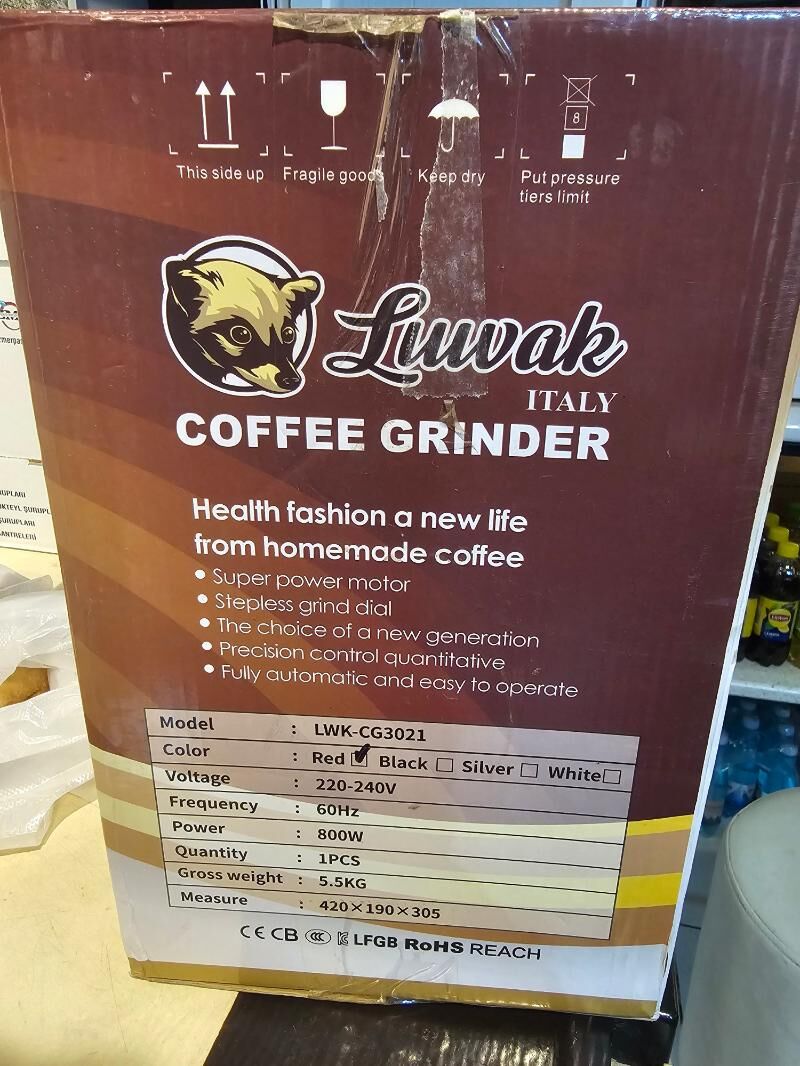 This side up
Fragile goods
Keep dry
8
Put pressure
tiers limit
Luwak
ITALY
COFFEE GRINDER
Health fashion a new life
from homemade coffee
• Super power motor
• Stepless grind dial
• The choice of a new generation
• Precision control quantitative
• Fully automatic and easy to operate
Model : LWK-CG3021
Color : Red ☑ Black ☐ Silver ☐ White ☐
Voltage : 220-240V
Frequency : 60Hz
Power : 800W
Quantity : 1PCS
Gross weight : 5.5KG
Measure : 420×190×305
CE CB CCC LFGB RoHS REACH
Lipton